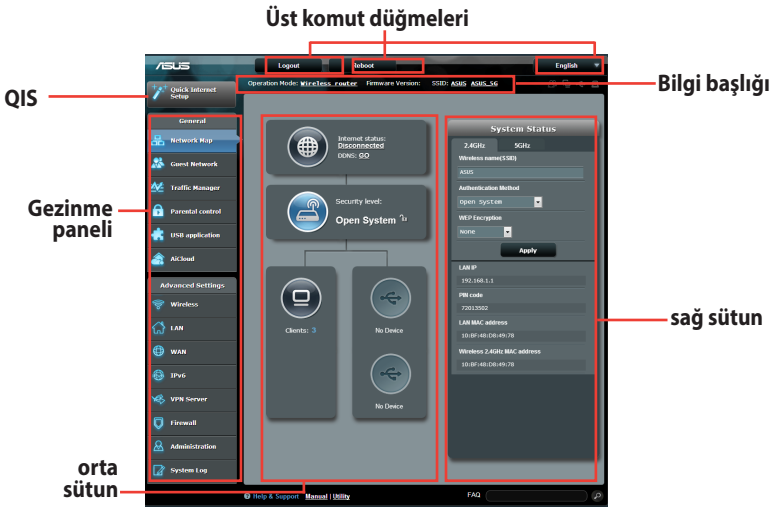 Üst komut düğmeleri
ASUS
Logout
Reboot
English
Operation Mode: Wireless router Firmware Version: SSID: ASUS ASUS_5G
Bilgi başlığı
QIS
Quick Internet
Setup
General
Network Map
Guest Network
Traffic Manager
Parental control
USB application
AiCloud
Gezinme
paneli
Advanced Settings
Wireless
LAN
WAN
IPv6
VPN Server
Firewall
Administration
System Log
Internet status:
Disconnected
DDNS: GO
Security level:
Open System
Clients: 3
No Device
No Device
System Status
2.4GHz 5GHz
Wireless name(SSID)
ASUS
Authentication Method
Open System
WEP Encryption
None
Apply
LAN IP
192.168.1.1
PIN code
72013502
LAN MAC address
10:BF:48:D8:49:78
Wireless 2.4GHz MAC address
10:BF:48:D8:49:78
sağ sütun
orta
sütun
Help & Support Manual | Utility
FAQ